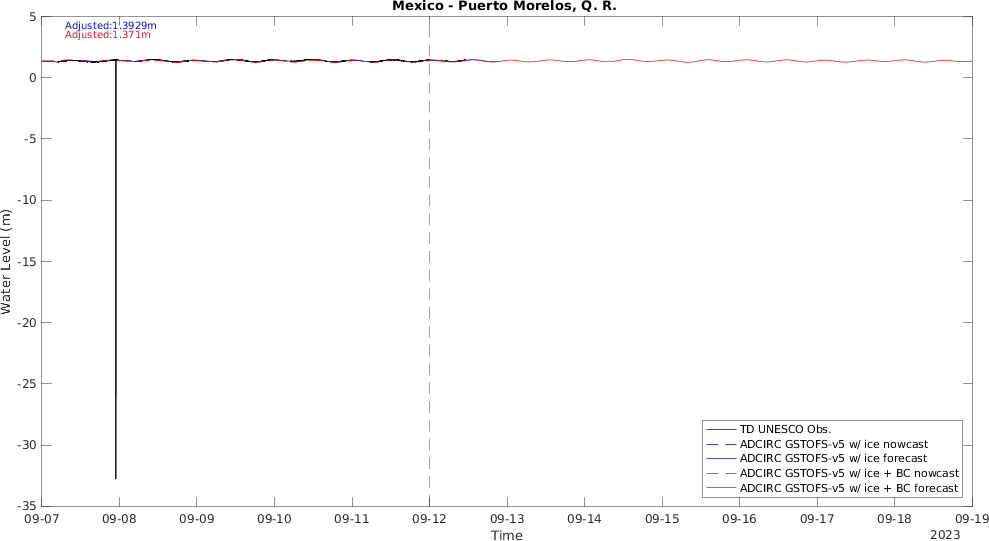 Mexico - Puerto Morelos, Q. R.
Adjusted:1.3929m
Adjusted:1.371m
5
0
-5
-10
-15
-20
-25
-30
-35
Water Level (m)
TD UNESCO Obs.
ADCIRC GSTOFS-v5 w/ ice nowcast
ADCIRC GSTOFS-v5 w/ ice forecast
ADCIRC GSTOFS-v5 w/ ice + BC nowcast
ADCIRC GSTOFS-v5 w/ ice + BC forecast
09-07 09-08 09-09 09-10 09-11 09-12 09-13 09-14 09-15 09-16 09-17 09-18 09-19
Time
2023